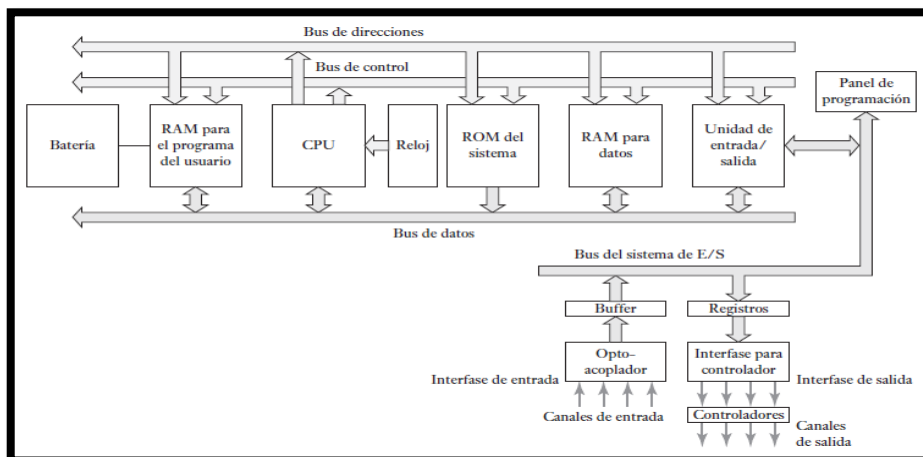 Bus de direcciones
Bus de control
Panel de
programación
Batería
RAM para
el programa
del usuario
CPU
Reloj
ROM del
sistema
RAM para
datos
Unidad de
entrada/
salida
Bus de datos
Bus del sistema de E/S
Buffer
Registros
Opto-
acoplador
Interfase para
controlador
Interfase de entrada
Interfase de salida
Canales de entrada
Controladores
Canales
de salida